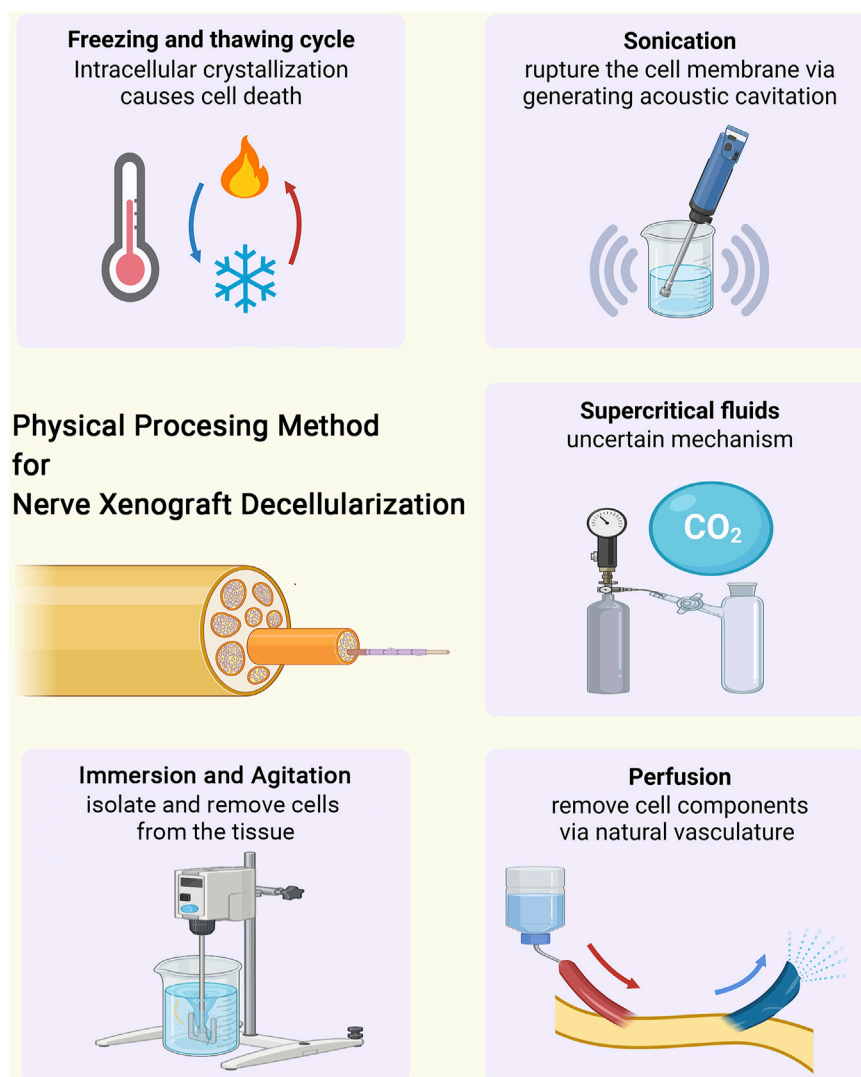 Freezing and thawing cycle
Intracellular crystallization
causes cell death
Sonication
rupture the cell membrane via
generating acoustic cavitation
Physical Procesing Method
for
Nerve Xenograft Decellularization
Supercritical fluids
uncertain mechanism
CO₂
Immersion and Agitation
isolate and remove cells
from the tissue
Perfusion
remove cell components
via natural vasculature